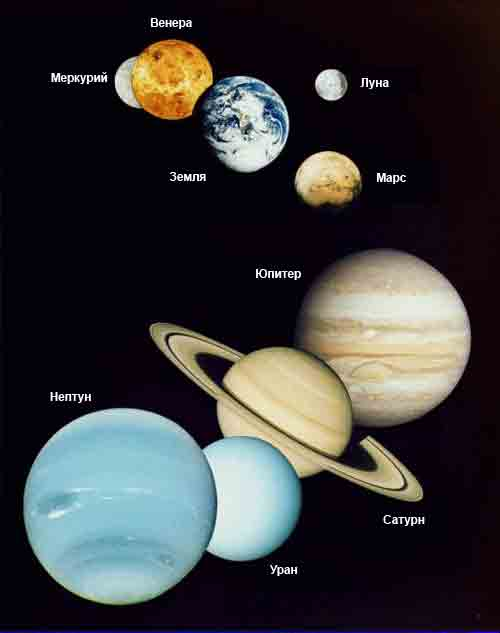 Венера
Меркурий
Луна
Земля
Марс
Юпитер
Нептун
Сатурн
Уран